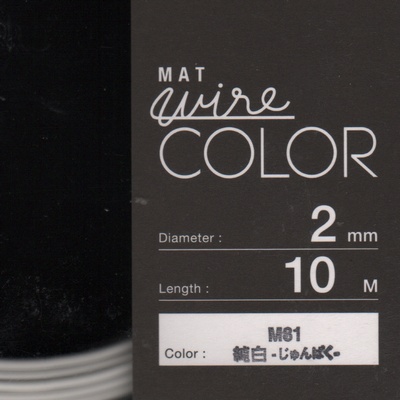 MAT
wire
COLOR
Diameter : 2 mm
Length : 10 M
M81
Color : 純白 -じゅんぱく-